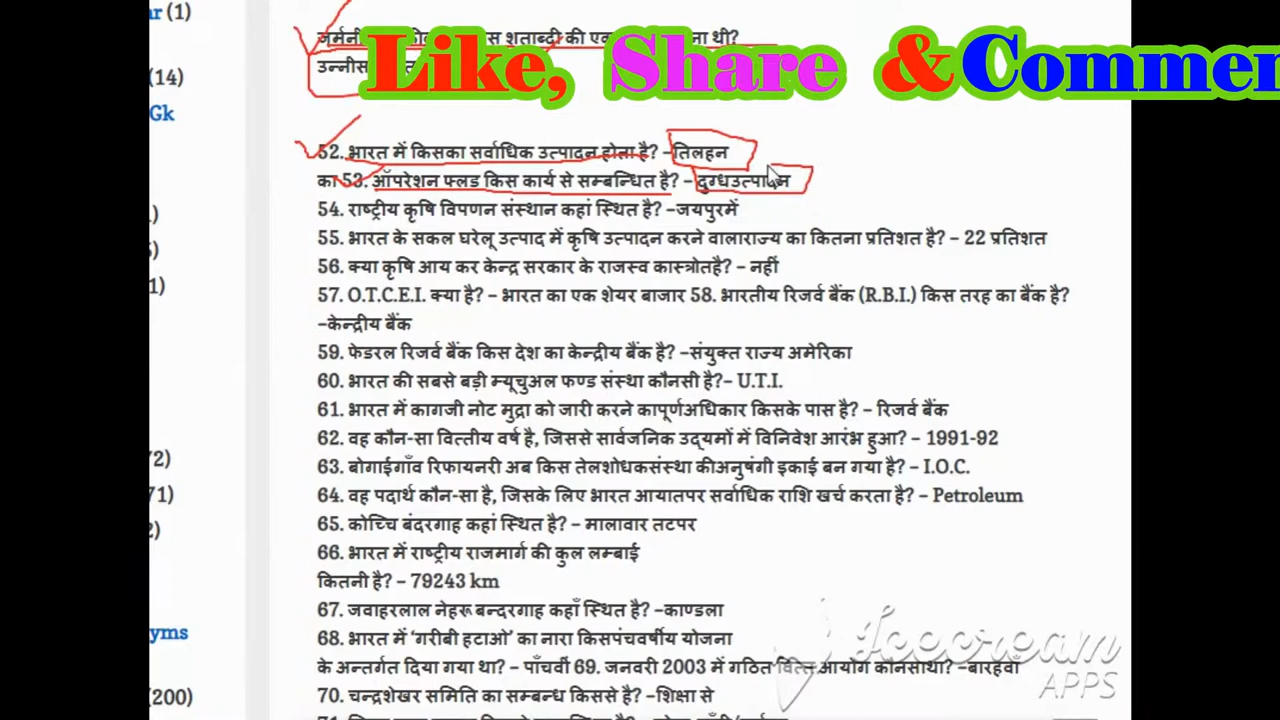 ar (1)
(14)
Gk
Like, Share &Commen
शताब्दी की
थी?
52. भारत में किसका सर्वाधिक उत्पादन होता है? –तिलहन
का 53. ऑपरेशन फ्लड किस कार्य से सम्बन्धित है? – दुग्धउत्पादन
54. राष्ट्रीय कृषि विपणन संस्थान कहां स्थित है? –जयपुरमें
55. भारत के सकल घरेलू उत्पाद में कृषि उत्पादन करने वालाराज्य का कितना प्रतिशत है? – 22 प्रतिशत
56. क्या कृषि आय कर केन्द्र सरकार के राजस्व कास्त्रोतहै? – नहीं
57. O.T.C.E.I. क्या है? – भारत का एक शेयर बाजार 58. भारतीय रिजर्व बैंक (R.B.I.) किस तरह का बैंक है?
–केन्द्रीय बैंक
59. फेडरल रिजर्व बैंक किस देश का केन्द्रीय बैंक है? –संयुक्त राज्य अमेरिका
60. भारत की सबसे बड़ी म्यूचुअल फण्ड संस्था कौनसी है?– U.T.I.
61. भारत में कागजी नोट मुद्रा को जारी करने कापूर्णअधिकार किसके पास है? – रिजर्व बैंक
62. वह कौन-सा वित्तीय वर्ष है, जिससे सार्वजनिक उद्यमों में विनिवेश आरंभ हुआ? – 1991-92
63. बोगाईगाँव रिफायनरी अब किस तेलशोधकसंस्था कीअनुषंगी इकाई बन गया है? – I.O.C.
64. वह पदार्थ कौन-सा है, जिसके लिए भारत आयातपर सर्वाधिक राशि खर्च करता है? – Petroleum
65. कोच्चि बंदरगाह कहां स्थित है? – मालावार तटपर
66. भारत में राष्ट्रीय राजमार्ग की कुल लम्बाई
कितनी है? – 79243 km
67. जवाहरलाल नेहरू बन्दरगाह कहाँ स्थित है? –काण्डला
68. भारत में ‘गरीबी हटाओ’ का नारा किसपंचवर्षीय योजना
के अन्तर्गत दिया गया था? – पाँचवीं 69. जनवरी 2003 में गठित वित्त आयोग कौनसाथा? –बारहवां
70. चन्द्रशेखर समिति का सम्बन्ध किससे है? –शिक्षा से
1)
5)
1)
72)
71)
2)
yms
(200)
Icecream
APPS